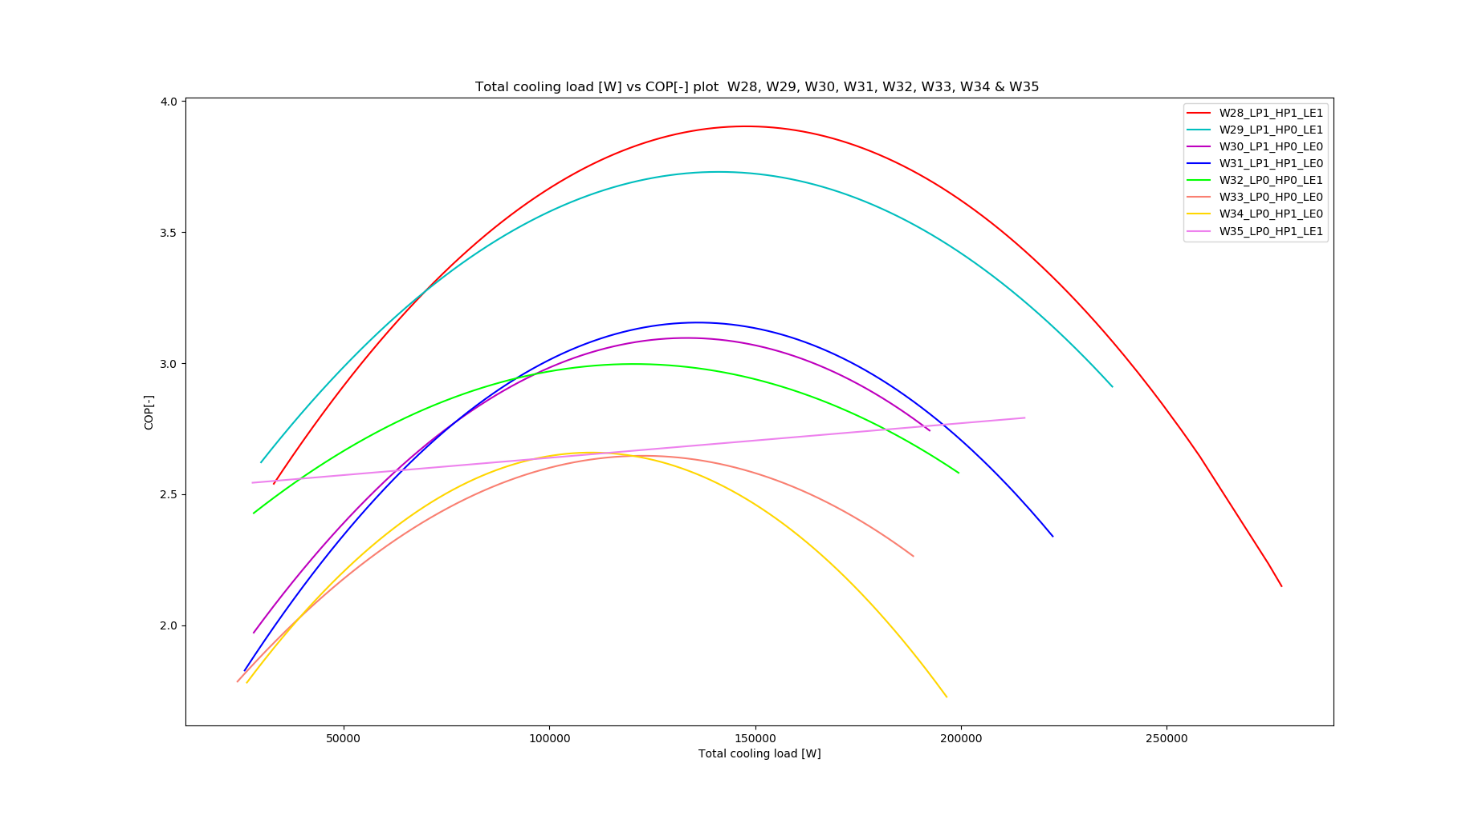 Total cooling load [W] vs COP[-] plot  W28, W29, W30, W31, W32, W33, W34 & W35
4.0
3.5
3.0
2.5
2.0
COP[-]
W28_LP1_HP1_LE1
W29_LP1_HP0_LE1
W30_LP1_HP0_LE0
W31_LP1_HP1_LE0
W32_LP0_HP0_LE1
W33_LP0_HP0_LE0
W34_LP0_HP1_LE0
W35_LP0_HP1_LE1
50000 100000 150000 200000 250000
Total cooling load [W]